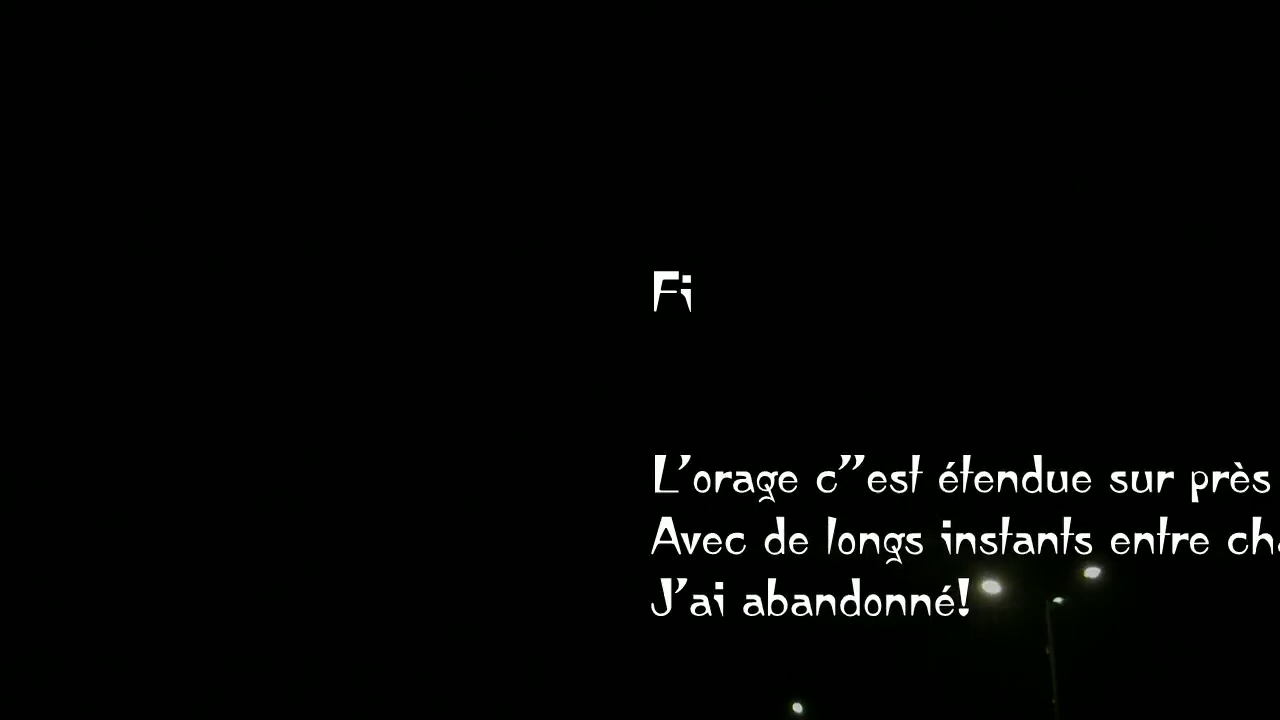 Fi
L'orage c''est étendue sur près
Avec de longs instants entre
J'ai abandonné!